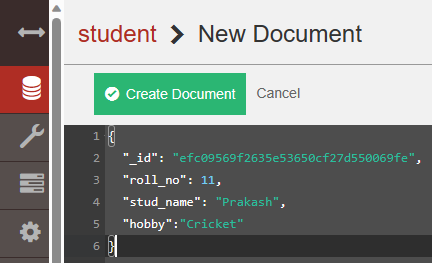 student > New Document
Create Document Cancel
1 {
2 "_id": "efc09569f2635e53650cf27d550069fe",
3 "roll_no": 11,
4 "stud_name": "Prakash",
5 "hobby":"Cricket"
6 }